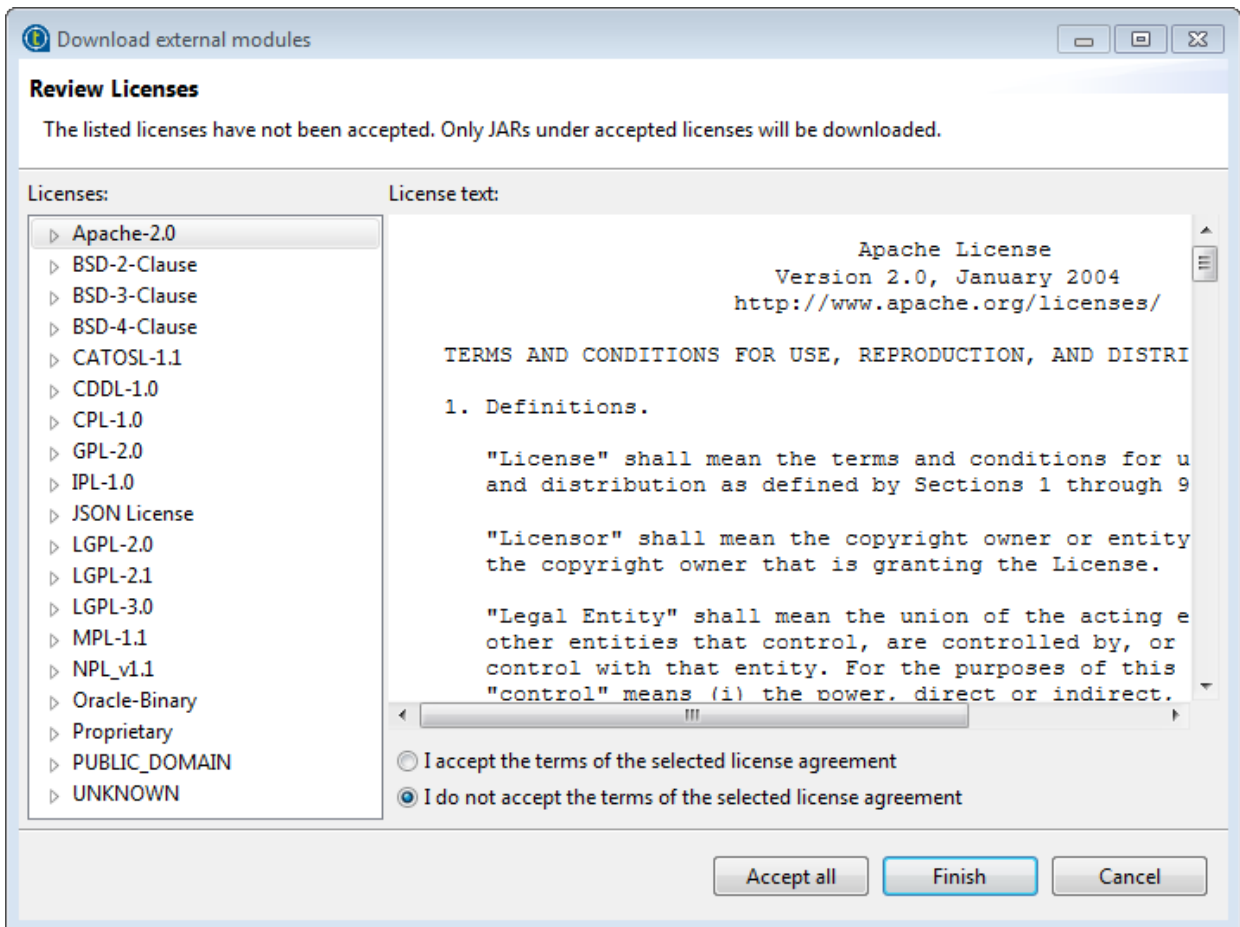 Download external modules
Review Licenses
The listed licenses have not been accepted. Only JARs under accepted licenses will be downloaded.
Licenses:
Apache-2.0
BSD-2-Clause
BSD-3-Clause
BSD-4-Clause
CATOSL-1.1
CDDL-1.0
CPL-1.0
GPL-2.0
IPL-1.0
JSON License
LGPL-2.0
LGPL-2.1
LGPL-3.0
MPL-1.1
NPL_v1.1
Oracle-Binary
Proprietary
PUBLIC_DOMAIN
UNKNOWN
License text:
Apache License
Version 2.0, January 2004
http://www.apache.org/licenses/
TERMS AND CONDITIONS FOR USE, REPRODUCTION, AND DISTRI
1. Definitions.
"License" shall mean the terms and conditions for u
and distribution as defined by Sections 1 through 9
"Licensor" shall mean the copyright owner or entity
the copyright owner that is granting the License.
"Legal Entity" shall mean the union of the acting e
other entities that control, are controlled by, or
control with that entity. For the purposes of this
"control" means (i) the power, direct or indirect,
I accept the terms of the selected license agreement
I do not accept the terms of the selected license agreement
Accept all
Finish
Cancel